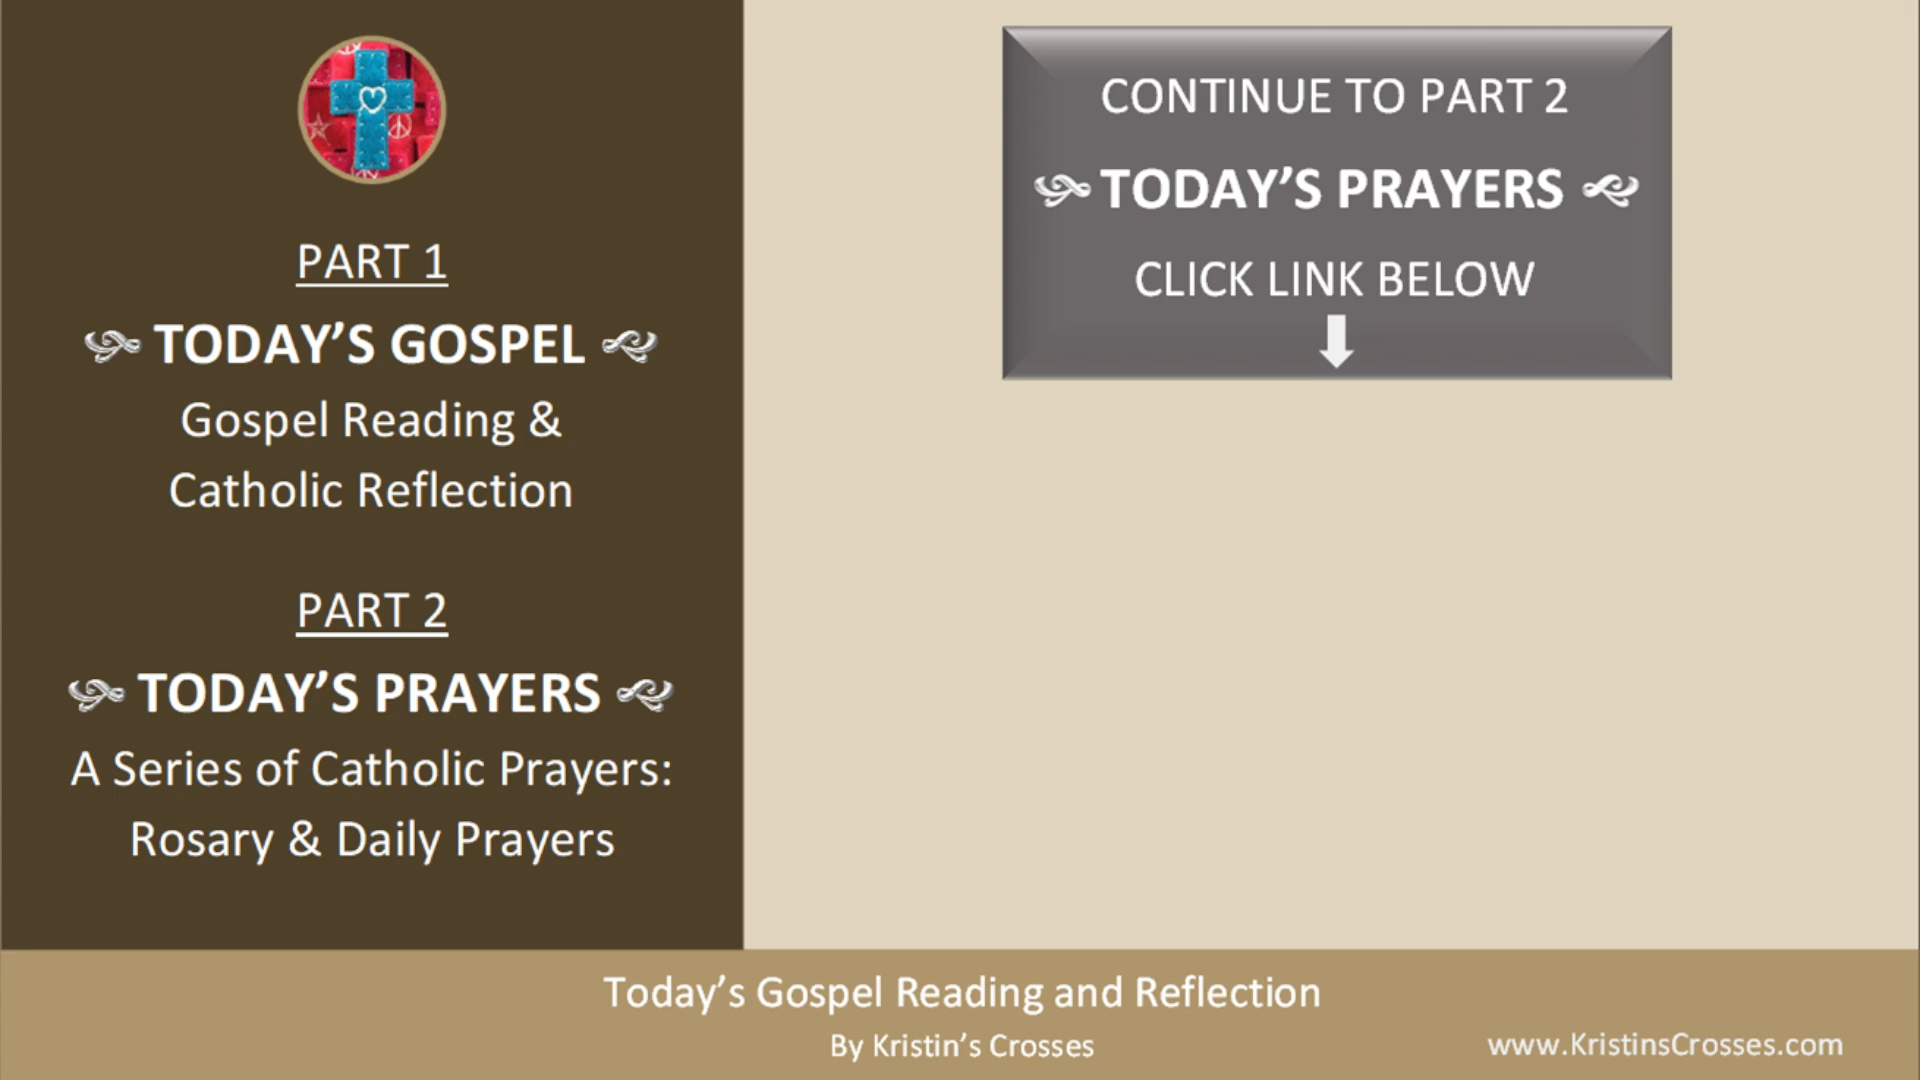 PART 1
TODAY’S GOSPEL
Gospel Reading &
Catholic Reflection
PART 2
TODAY’S PRAYERS
A Series of Catholic Prayers:
Rosary & Daily Prayers
CONTINUE TO PART 2
TODAY’S PRAYERS
CLICK LINK BELOW
Today’s Gospel Reading and Reflection
By Kristin’s Crosses
www.KristinsCrosses.com